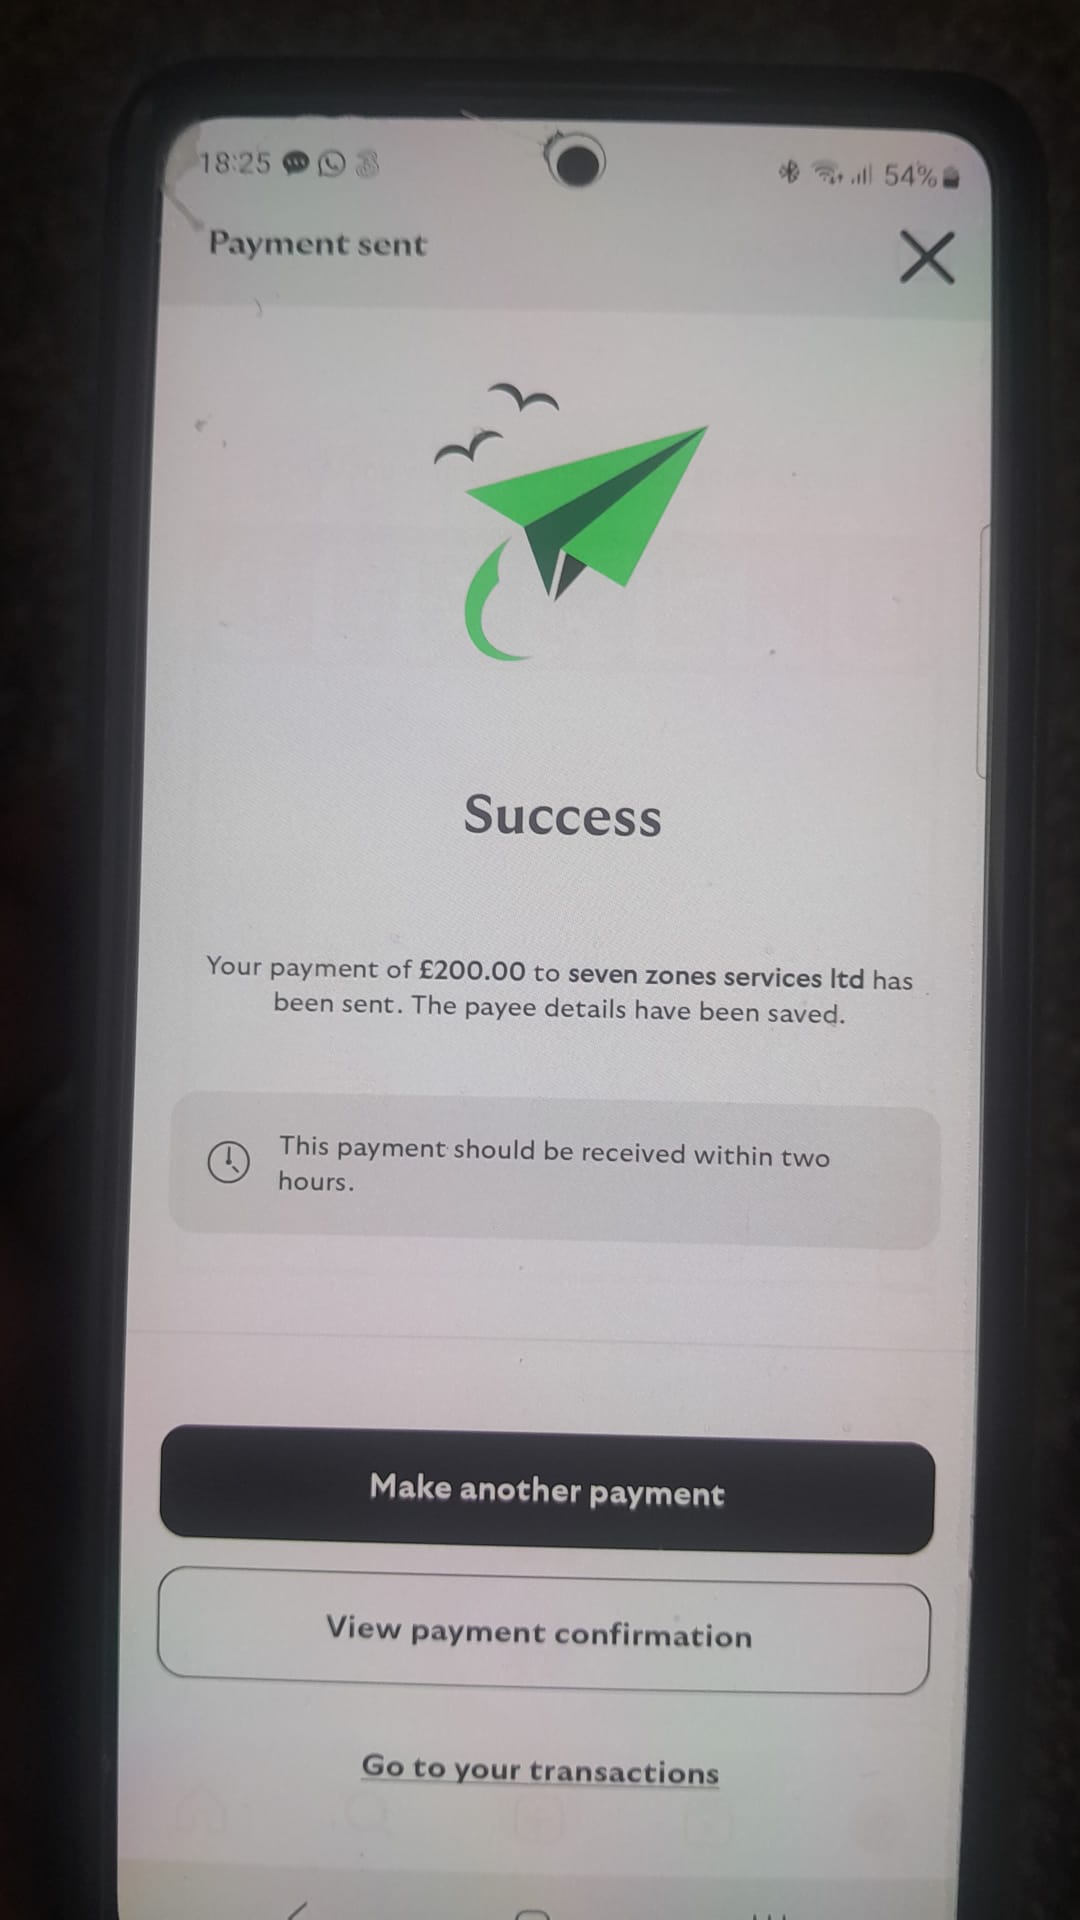 18:25 54%
Payment sent
Success
Your payment of £200.00 to seven zones services ltd has
been sent. The payee details have been saved.
This payment should be received within two
hours.
Make another payment
View payment confirmation
Go to your transactions